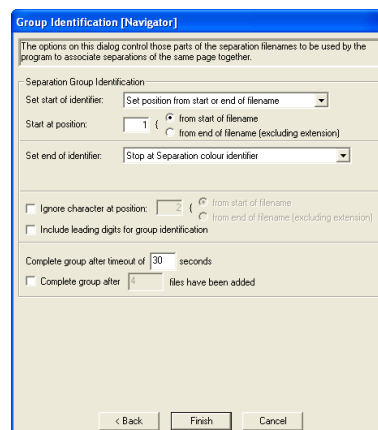 Group Identification [Navigator]
The options on this dialog control those parts of the separation filenames to be used by the
program to associate separations of the same page together.
Separation Group Identification
Set start of identifier: Set position from start or end of filename
Start at position: 1 { from start of filename
from end of filename (excluding extension)
Set end of identifier: Stop at Separation colour identifier
Ignore character at position: 2 { from start of filename
from end of filename (excluding extension)
Include leading digits for group identification
Complete group after timeout of 30 seconds
Complete group after 4 files have been added
< Back Finish Cancel